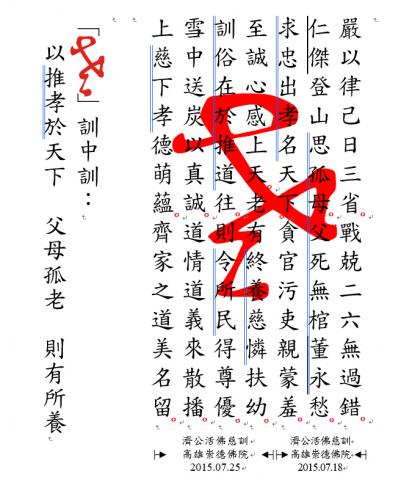 嚴以律己日三省。戰兢二六無過錯。
仁傑登山思孤母。父死無棺董永愁。
求忠出孝名天下。貪官污吏親蒙羞。
至誠心感上天老。有終養慈憐扶幼。
訓俗在於推道往。則令所民得尊優。
雪中送炭以真誠。道情道義來散播。
上慈下孝德萌蘊。齊家之道美名留。
濟公活佛慈訓
高雄崇德佛院
2015.07.18
濟公活佛慈訓
高雄崇德佛院
2015.07.25
「」訓中訓：
以推孝於天下 父母孤老 則有所養